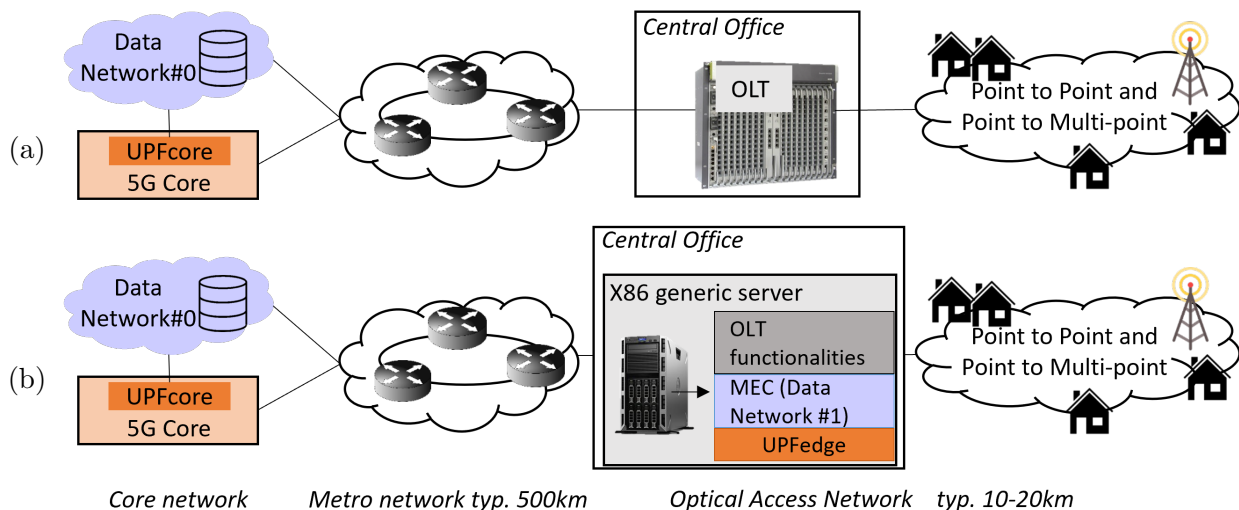 (a)
Data
Network#0
UPFcore
5G Core
Central Office
OLT
Point to Point and
Point to Multi-point
(b)
Data
Network#0
UPFcore
5G Core
Central Office
X86 generic server
OLT
functionalities
MEC (Data
Network #1)
UPFedge
Point to Point and
Point to Multi-point
Core network
Metro network typ. 500km
Optical Access Network typ. 10-20km